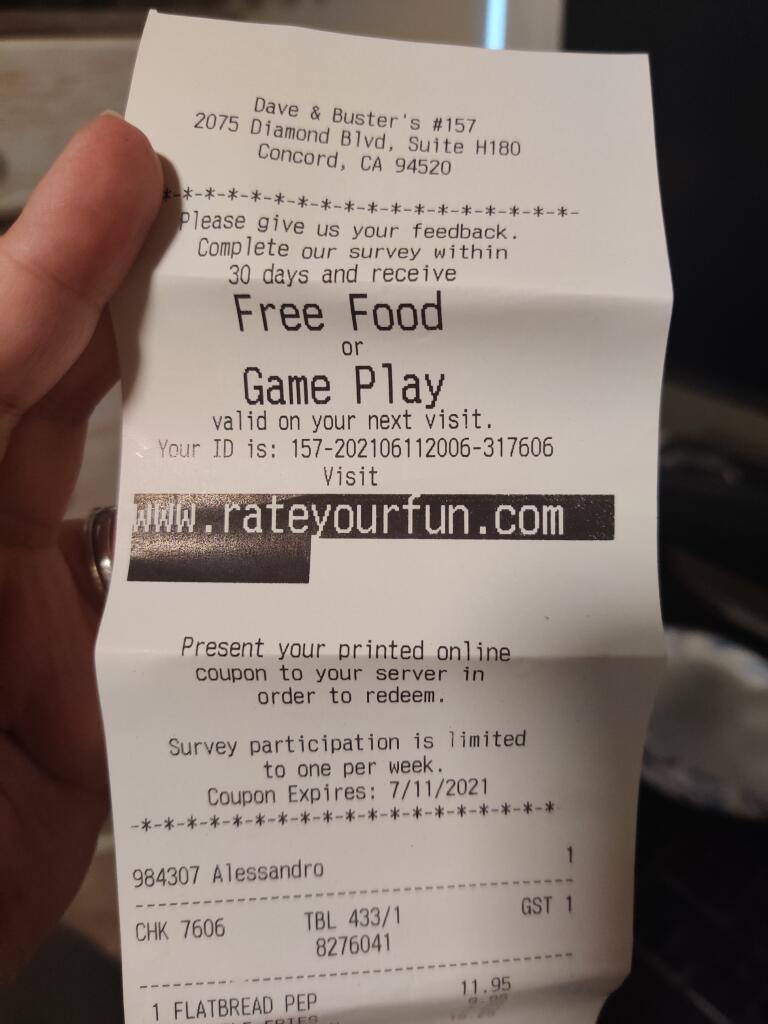 Dave & Buster's #157
2075 Diamond Blvd, Suite H180
Concord, CA 94520
*-*-*-*-*-*-*-*-*-*-*-*-*-*-*-*-*-*-
Please give us your feedback.
Complete our survey within
30 days and receive
Free Food
or
Game Play
valid on your next visit.
Your ID is: 157-202106112006-317606
Visit
www.rateyourfun.com
Present your printed online
coupon to your server in
order to redeem.
Survey participation is limited
to one per week.
Coupon Expires: 7/11/2021
-*-*-*-*-*-*-*-*-*-*-*-*-*-*-*-*-*-*
984307 Alessandro 1
CHK 7606 TBL 433/1 GST 1
8276041
1 FLATBREAD PEP 11.95
FRIES